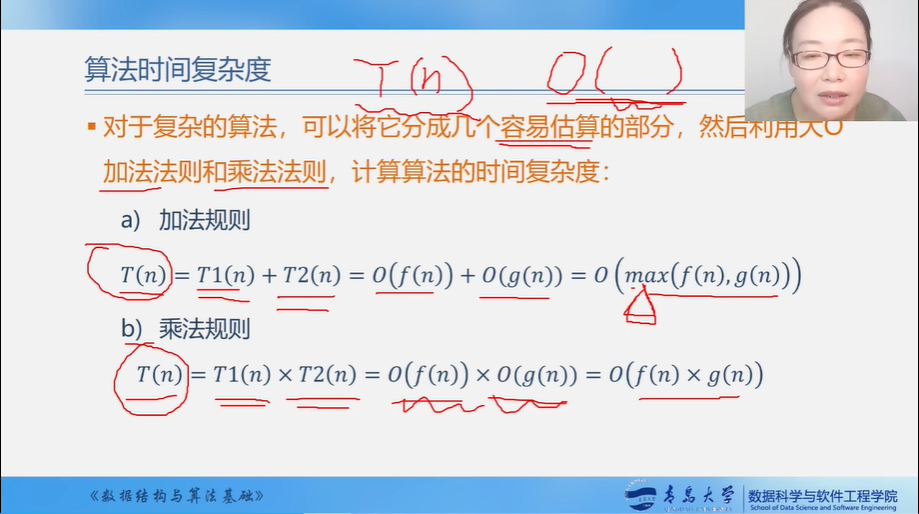 算法时间复杂度
T(n) O( )
▪ 对于复杂的算法，可以将它分成几个容易估算的部分，然后利用大O
加法法则和乘法法则，计算算法的时间复杂度：
a) 加法规则
T(n) = T1(n) + T2(n) = O(f(n)) + O(g(n)) = O(max(f(n), g(n)))
b) 乘法规则
T(n) = T1(n) × T2(n) = O(f(n)) × O(g(n)) = O(f(n) × g(n))
《数据结构与算法基础》
青岛大学
数据科学与软件工程学院
School of Data Science and Software Engineering